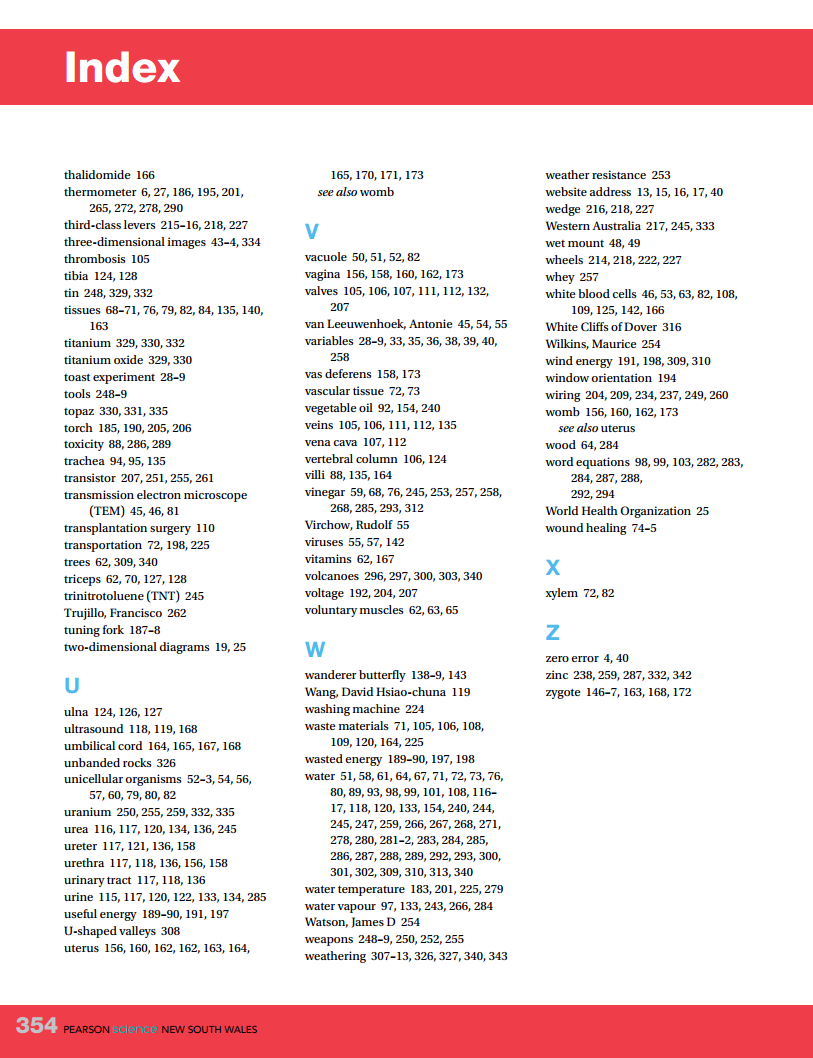 Index
thalidomide 166
thermometer 6, 27, 186, 195, 201,
265, 272, 278, 290
third-class levers 215–16, 218, 227
three-dimensional images 43–4, 334
thrombosis 105
tibia 124, 128
tin 248, 329, 332
tissues 68–71, 76, 79, 82, 84, 135, 140,
163
titanium 329, 330, 332
titanium oxide 329, 330
toast experiment 28–9
tools 248–9
topaz 330, 331, 335
torch 185, 190, 205, 206
toxicity 88, 286, 289
trachea 94, 95, 135
transistor 207, 251, 255, 261
transmission electron microscope
(TEM) 45, 46, 81
transplantation surgery 110
transportation 72, 198, 225
trees 62, 309, 340
triceps 62, 70, 127, 128
trinitrotoluene (TNT) 245
Trujillo, Francisco 262
tuning fork 187–8
two-dimensional diagrams 19, 25
U
ulna 124, 126, 127
ultrasound 118, 119, 168
umbilical cord 164, 165, 167, 168
unbanded rocks 326
unicellular organisms 52–3, 54, 56,
57, 60, 79, 80, 82
uranium 250, 255, 259, 332, 335
urea 116, 117, 120, 134, 136, 245
ureter 117, 121, 136, 158
urethra 117, 118, 136, 156, 158
urinary tract 117, 118, 136
urine 115, 117, 120, 122, 133, 134, 285
useful energy 189–90, 191, 197
U-shaped valleys 308
uterus 156, 160, 162, 162, 163, 164,
165, 170, 171, 173
see also womb
V
vacuole 50, 51, 52, 82
vagina 156, 158, 160, 162, 173
valves 105, 106, 107, 111, 112, 132,
207
van Leeuwenhoek, Antonie 45, 54, 55
variables 28–9, 33, 35, 36, 38, 39, 40,
258
vas deferens 158, 173
vascular tissue 72, 73
vegetable oil 92, 154, 240
veins 105, 106, 111, 112, 135
vena cava 107, 112
vertebral column 106, 124
villi 88, 135, 164
vinegar 59, 68, 76, 245, 253, 257, 258,
268, 285, 293, 312
Virchow, Rudolf 55
viruses 55, 57, 142
vitamins 62, 167
volcanoes 296, 297, 300, 303, 340
voltage 192, 204, 207
voluntary muscles 62, 63, 65
W
wanderer butterfly 138–9, 143
Wang, David Hsiao-chuna 119
washing machine 224
waste materials 71, 105, 106, 108,
109, 120, 164, 225
wasted energy 189–90, 197, 198
water 51, 58, 61, 64, 67, 71, 72, 73, 76,
80, 89, 93, 98, 99, 101, 108, 116–
17, 118, 120, 133, 154, 240, 244,
245, 247, 259, 266, 267, 268, 271,
278, 280, 281–2, 283, 284, 285,
286, 287, 288, 289, 292, 293, 300,
301, 302, 309, 310, 313, 340
water temperature 183, 201, 225, 279
water vapour 97, 133, 243, 266, 284
Watson, James D 254
weapons 248–9, 250, 252, 255
weathering 307–13, 326, 327, 340, 343
weather resistance 253
website address 13, 15, 16, 17, 40
wedge 216, 218, 227
Western Australia 217, 245, 333
wet mount 48, 49
wheels 214, 218, 222, 227
whey 257
white blood cells 46, 53, 63, 82, 108,
109, 125, 142, 166
White Cliffs of Dover 316
Wilkins, Maurice 254
wind energy 191, 198, 309, 310
window orientation 194
wiring 204, 209, 234, 237, 249, 260
womb 156, 160, 162, 173
see also uterus
wood 64, 284
word equations 98, 99, 103, 282, 283,
284, 287, 288,
292, 294
World Health Organization 25
wound healing 74–5
X
xylem 72, 82
Z
zero error 4, 40
zinc 238, 259, 287, 332, 342
zygote 146–7, 163, 168, 172
354 PEARSON science NEW SOUTH WALES